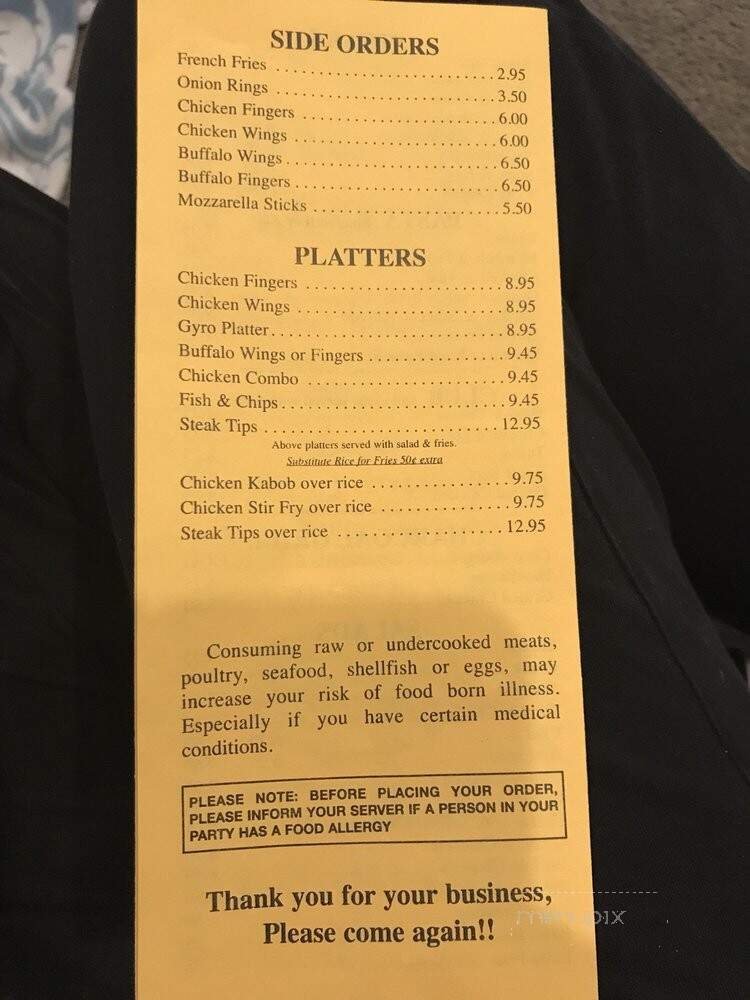 SIDE ORDERS
French Fries ........................... 2.95
Onion Rings ........................... 3.50
Chicken Fingers ........................ 6.00
Chicken Wings ......................... 6.00
Buffalo Wings .......................... 6.50
Buffalo Fingers ......................... 6.50
Mozzarella Sticks ....................... 5.50
PLATTERS
Chicken Fingers ........................ 8.95
Chicken Wings ......................... 8.95
Gyro Platter ............................ 8.95
Buffalo Wings or Fingers ................ 9.45
Chicken Combo ........................ 9.45
Fish & Chips ........................... 9.45
Steak Tips ............................ 12.95
Above platters served with salad & fries.
Substitute Rice for Fries 50¢ extra
Chicken Kabob over rice ................. 9.75
Chicken Stir Fry over rice ................ 9.75
Steak Tips over rice .................... 12.95
Consuming raw or undercooked meats,
poultry, seafood, shellfish or eggs, may
increase your risk of food born illness.
Especially if you have certain medical
conditions.
PLEASE NOTE: BEFORE PLACING YOUR ORDER,
PLEASE INFORM YOUR SERVER IF A PERSON IN YOUR
PARTY HAS A FOOD ALLERGY
Thank you for your business,
Please come again!!
menupix